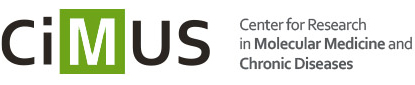 CiMUS
Center for Research
in Molecular Medicine and
Chronic Diseases